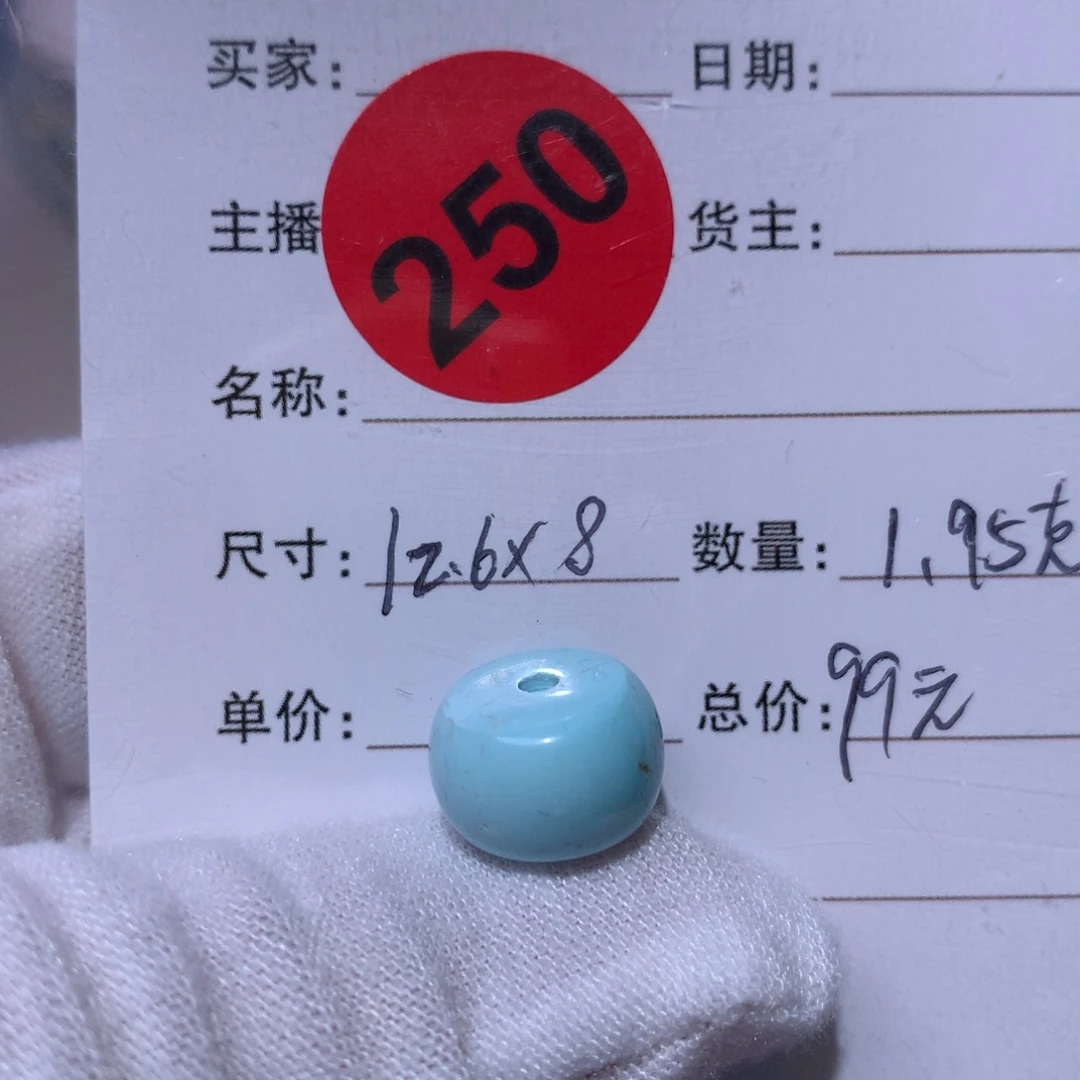 买家: 日期:
250
主播 货主:
名称:
尺寸: 12.6x8 数量: 1.95克
单价: 总价: 99元